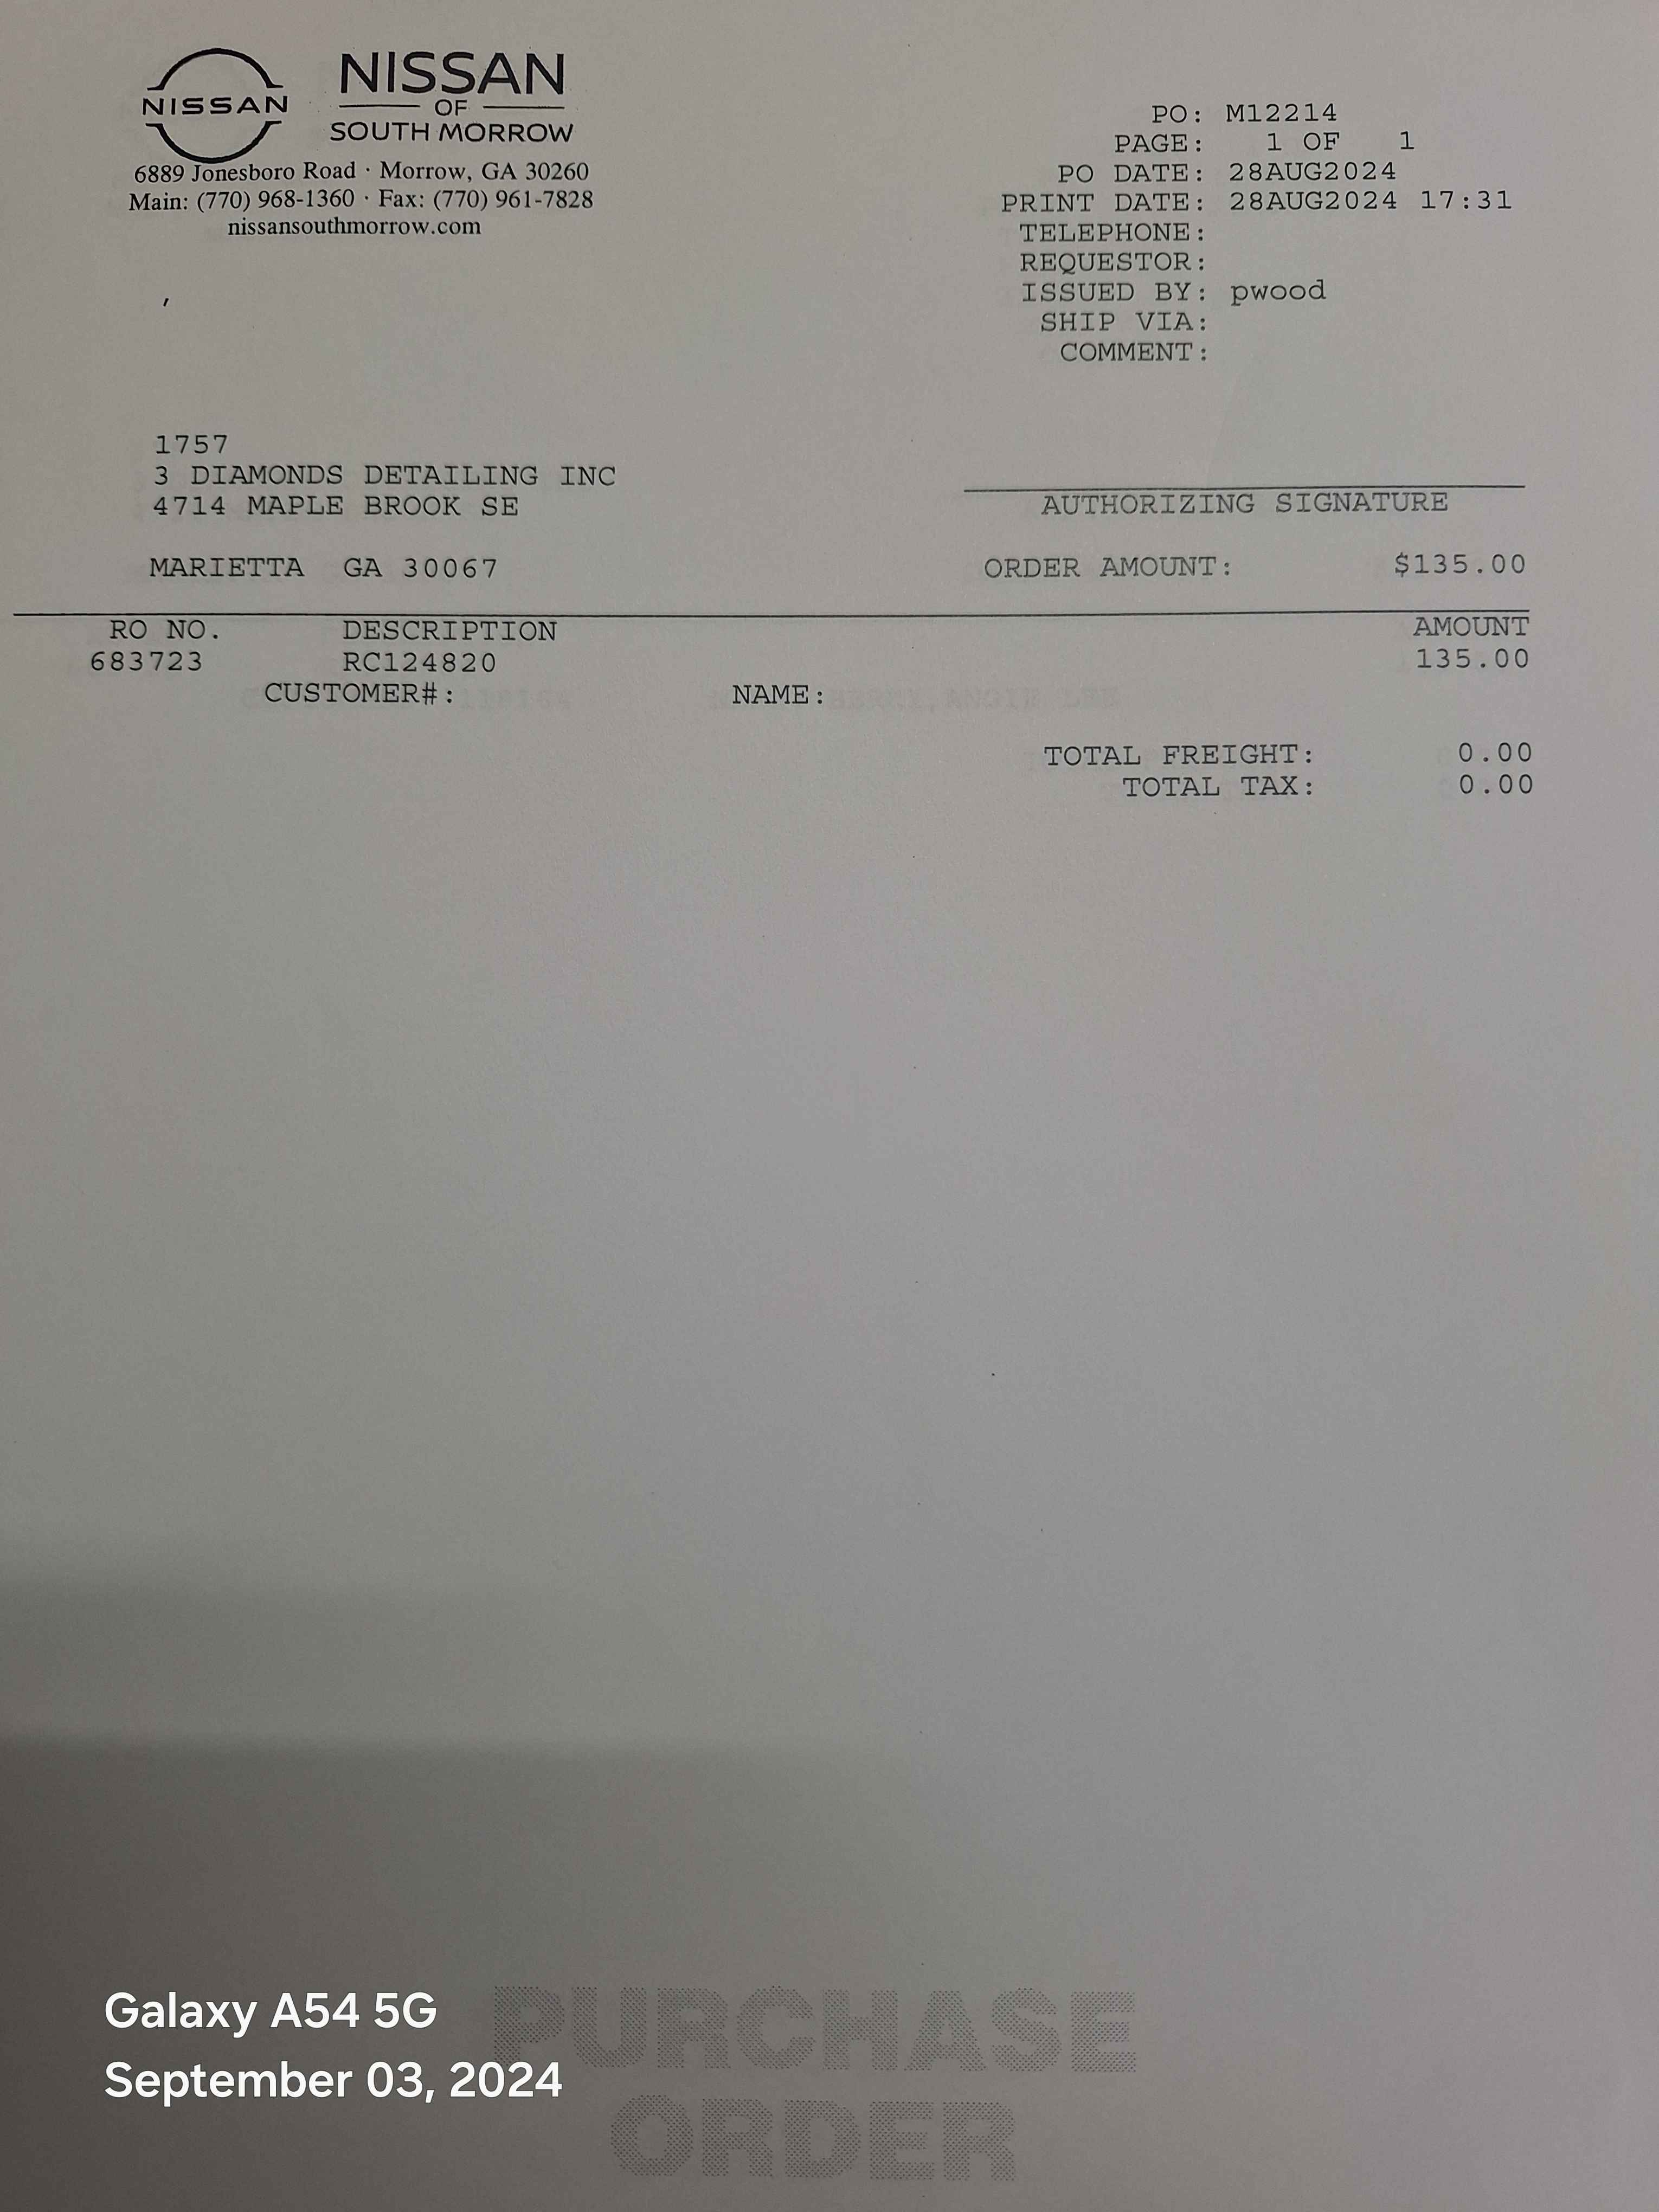 NISSAN
NISSAN
OF
SOUTH MORROW
6889 Jonesboro Road · Morrow, GA 30260
Main: (770) 968-1360 · Fax: (770) 961-7828
nissansouthmorrow.com
PO: M12214
PAGE: 1 OF 1
PO DATE: 28AUG2024
PRINT DATE: 28AUG2024 17:31
TELEPHONE:
REQUESTOR:
ISSUED BY: pwood
SHIP VIA:
COMMENT:
1757
3 DIAMONDS DETAILING INC
4714 MAPLE BROOK SE
MARIETTA GA 30067
AUTHORIZING SIGNATURE
ORDER AMOUNT: $135.00
RO NO. DESCRIPTION AMOUNT
683723 RC124820 135.00
CUSTOMER#: NAME:
TOTAL FREIGHT: 0.00
TOTAL TAX: 0.00
PURCHASE
ORDER
Galaxy A54 5G
September 03, 2024